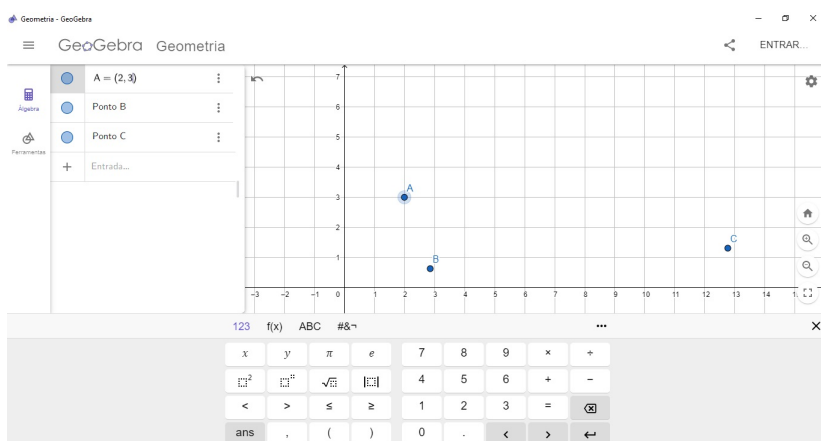 Geometria - GeoGebra
GeoGebra Geometria
ENTRAR...
Álgebra
Ferramentas
A = (2, 3)
Ponto B
Ponto C
+ Entrada...
7
6
5
4
3
2
1
A
B
C
-3 -2 -1 0 1 2 3 4 5 6 7 8 9 10 11 12 13 14 1
123 f(x) ABC #&¬ •••
x y π e 7 8 9 × ÷
□² □^□ √□ |□| 4 5 6 + −
< > ≤ ≥ 1 2 3 =
ans , ( ) 0 . < >